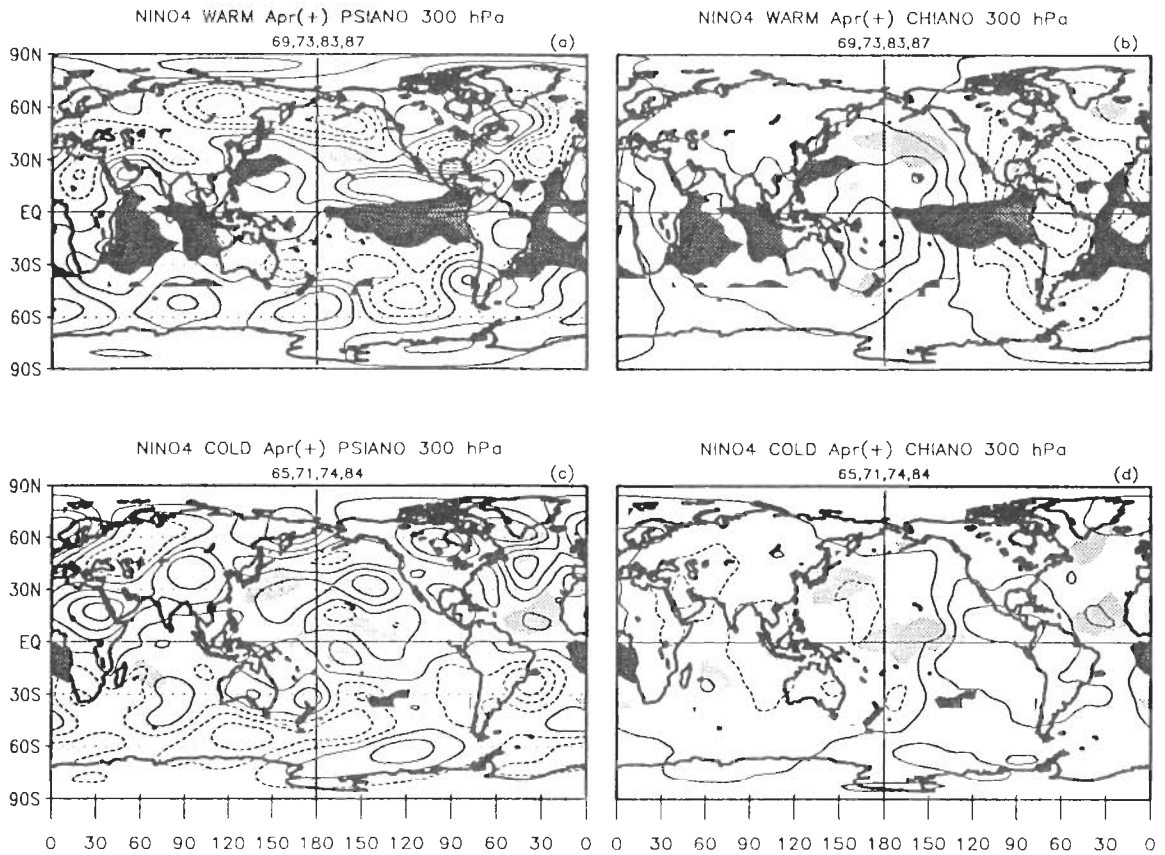 NINO4 WARM Apr(+) PSIANO 300 hPa
69,73,83,87
(a)
90N
60N
30N
EQ
30S
60S
90S
NINO4 WARM Apr(+) CHIANO 300 hPa
69,73,83,87
(b)
NINO4 COLD Apr(+) PSIANO 300 hPa
65,71,74,84
(c)
90N
60N
30N
EQ
30S
60S
90S
0 30 60 90 120 150 180 150 120 90 60 30 0
NINO4 COLD Apr(+) CHIANO 300 hPa
65,71,74,84
(d)
0 30 60 90 120 150 180 150 120 90 60 30 0